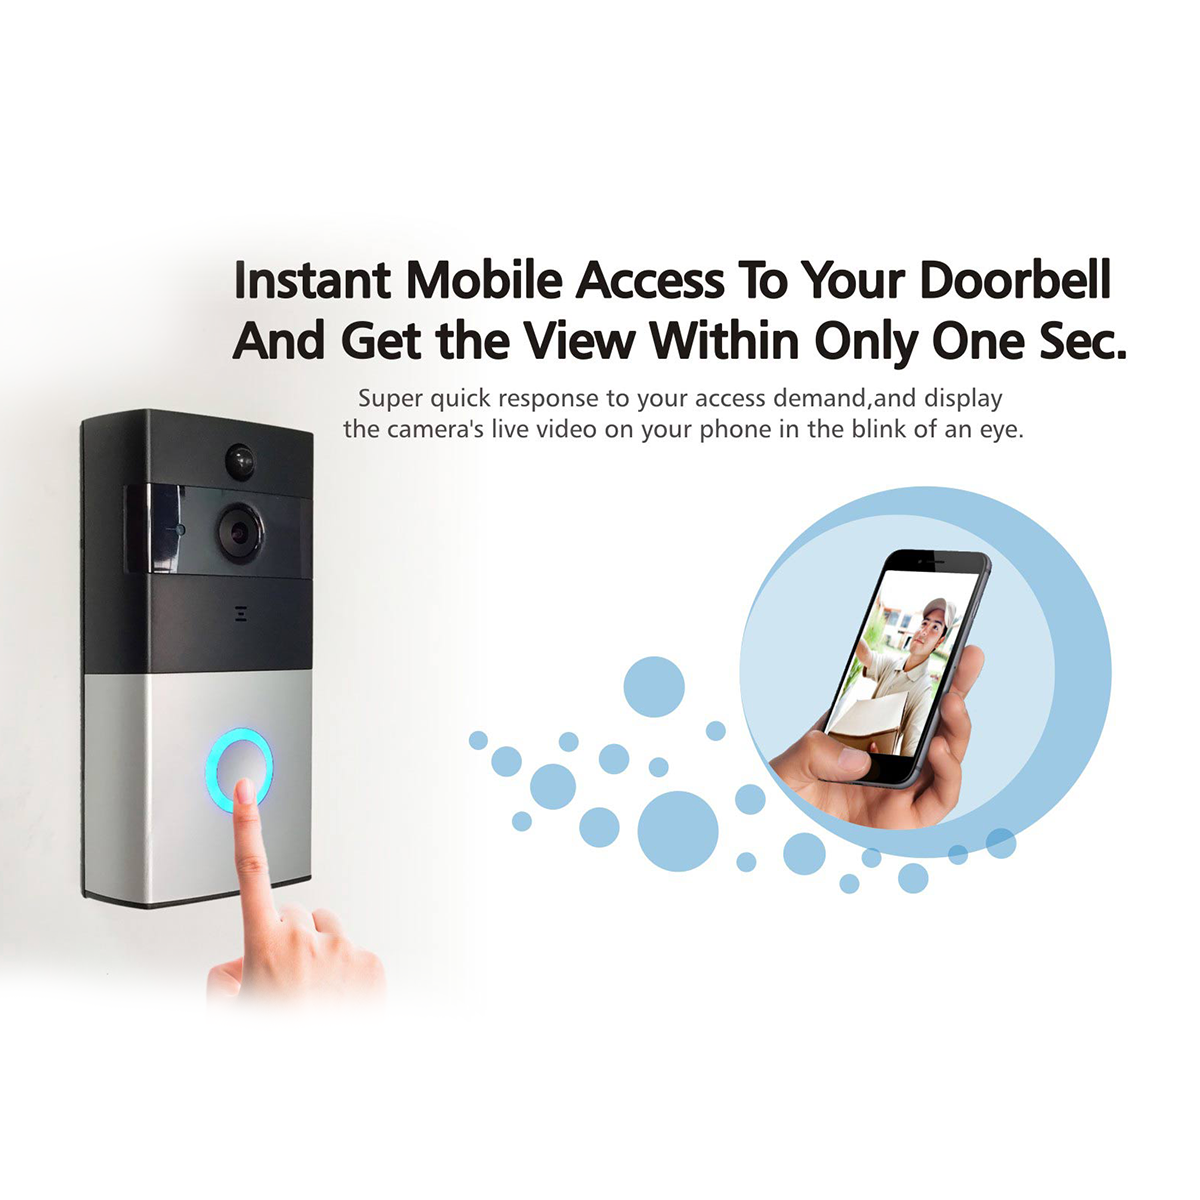 Instant Mobile Access To Your Doorbell
And Get the View Within Only One Sec.
Super quick response to your access demand,and display
the camera's live video on your phone in the blink of an eye.